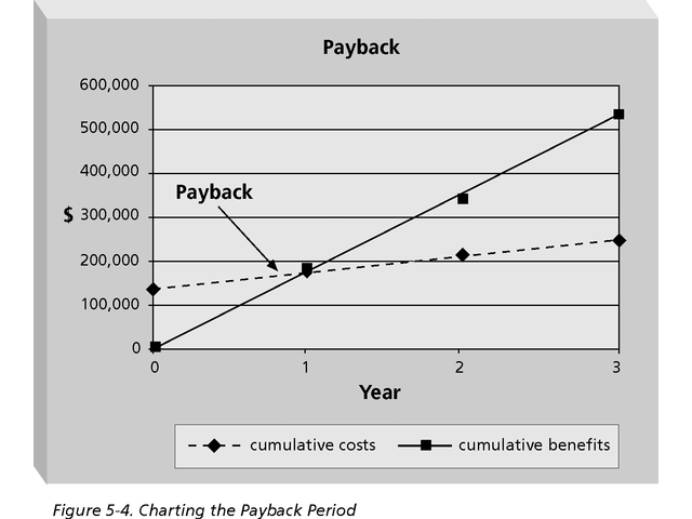 Payback
600,000
500,000
400,000
Payback
$ 300,000
200,000
100,000
0
0 1 2 3
Year
cumulative costs cumulative benefits
Figure 5-4. Charting the Payback Period